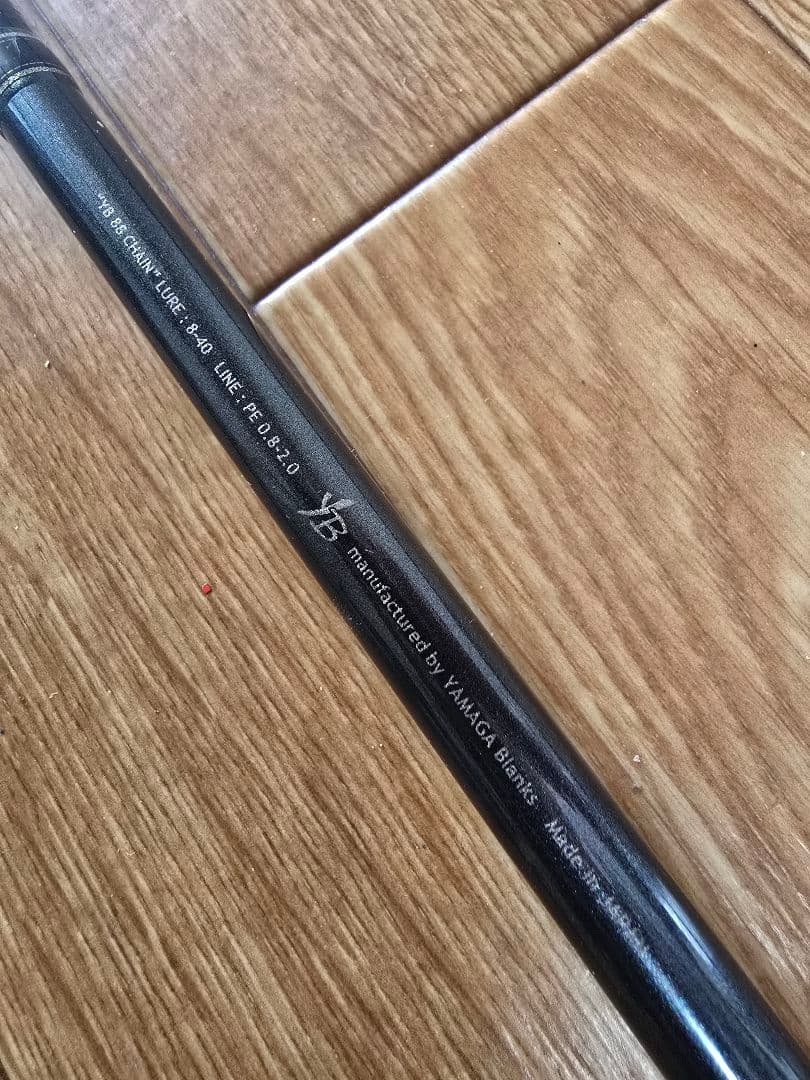 "YB 88 CHAIN" LURE : 8-40 LINE : PE 0.8-2.0 YB manufactured by YAMAGA Blanks Made in Japan